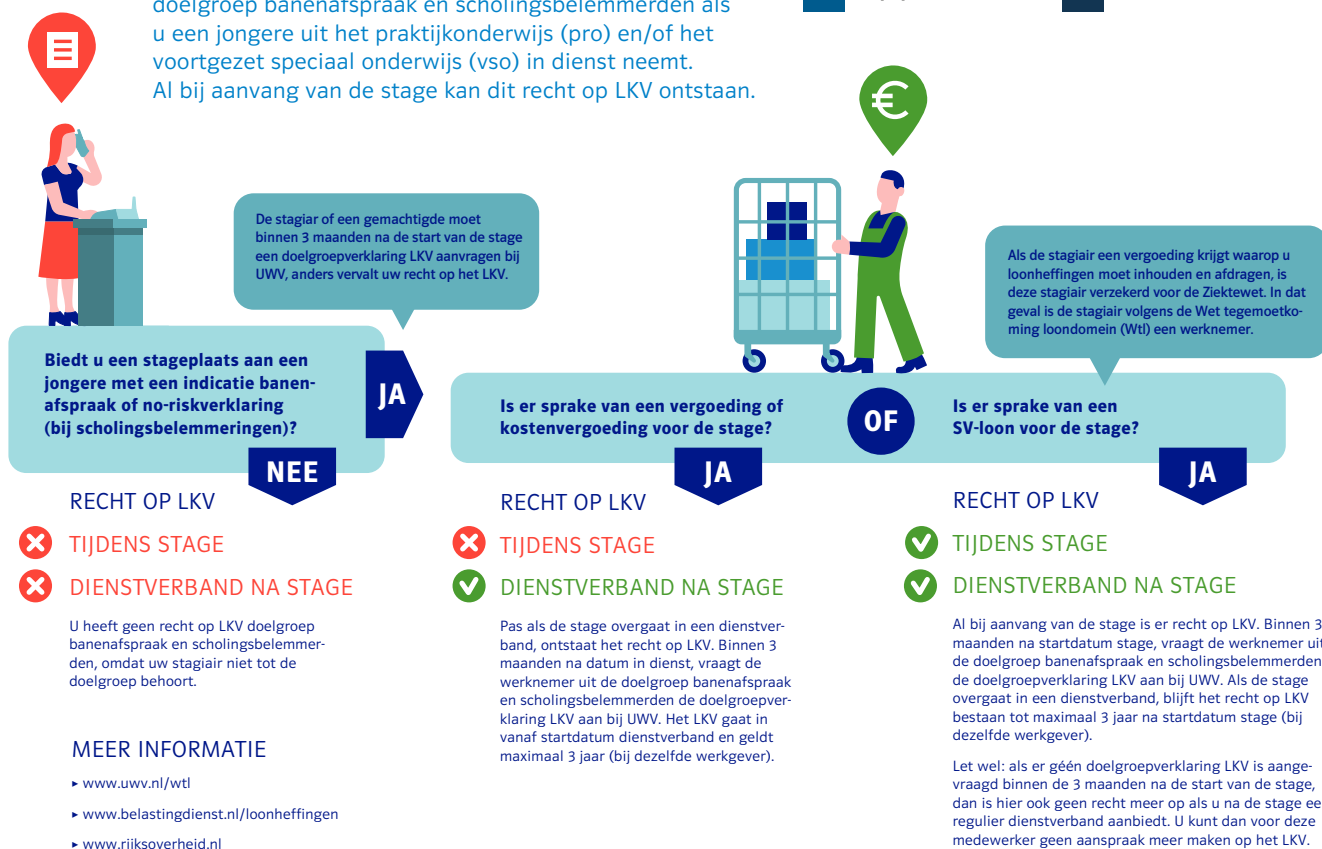 doelgroep banenafspraak en scholingsbelemmerden als
u een jongere uit het praktijkonderwijs (pro) en/of het
voortgezet speciaal onderwijs (vso) in dienst neemt.
Al bij aanvang van de stage kan dit recht op LKV ontstaan.
€
De stagiar of een gemachtigde moet
binnen 3 maanden na de start van de stage
een doelgroepverklaring LKV aanvragen bij
UWV, anders vervalt uw recht op het LKV.
Als de stagiair een vergoeding krijgt waarop u
loonheffingen moet inhouden en afdragen, is
deze stagiair verzekerd voor de Ziektewet. In dat
geval is de stagiair volgens de Wet tegemoetko-
ming loondomein (Wtl) een werknemer.
Biedt u een stageplaats aan een
jongere met een indicatie banen-
afspraak of no-riskverklaring
(bij scholingsbelemmeringen)?
JA
NEE
Is er sprake van een vergoeding of
kostenvergoeding voor de stage?
JA
OF
Is er sprake van een
SV-loon voor de stage?
JA
RECHT OP LKV
TIJDENS STAGE
DIENSTVERBAND NA STAGE
U heeft geen recht op LKV doelgroep
banenafspraak en scholingsbelemmer-
den, omdat uw stagiair niet tot de
doelgroep behoort.
MEER INFORMATIE
▸ www.uwv.nl/wtl
▸ www.belastingdienst.nl/loonheffingen
▸ www.rijksoverheid.nl
RECHT OP LKV
TIJDENS STAGE
DIENSTVERBAND NA STAGE
Pas als de stage overgaat in een dienstver-
band, ontstaat het recht op LKV. Binnen 3
maanden na datum in dienst, vraagt de
werknemer uit de doelgroep banenafspraak
en scholingsbelemmerden de doelgroepver-
klaring LKV aan bij UWV. Het LKV gaat in
vanaf startdatum dienstverband en geldt
maximaal 3 jaar (bij dezelfde werkgever).
RECHT OP LKV
TIJDENS STAGE
DIENSTVERBAND NA STAGE
Al bij aanvang van de stage is er recht op LKV. Binnen 3
maanden na startdatum stage, vraagt de werknemer uit
de doelgroep banenafspraak en scholingsbelemmerden
de doelgroepverklaring LKV aan bij UWV. Als de stage
overgaat in een dienstverband, blijft het recht op LKV
bestaan tot maximaal 3 jaar na startdatum stage (bij
dezelfde werkgever).
Let wel: als er géén doelgroepverklaring LKV is aange-
vraagd binnen de 3 maanden na de start van de stage,
dan is hier ook geen recht meer op als u na de stage ee
regulier dienstverband aanbiedt. U kunt dan voor deze
medewerker geen aanspraak meer maken op het LKV.